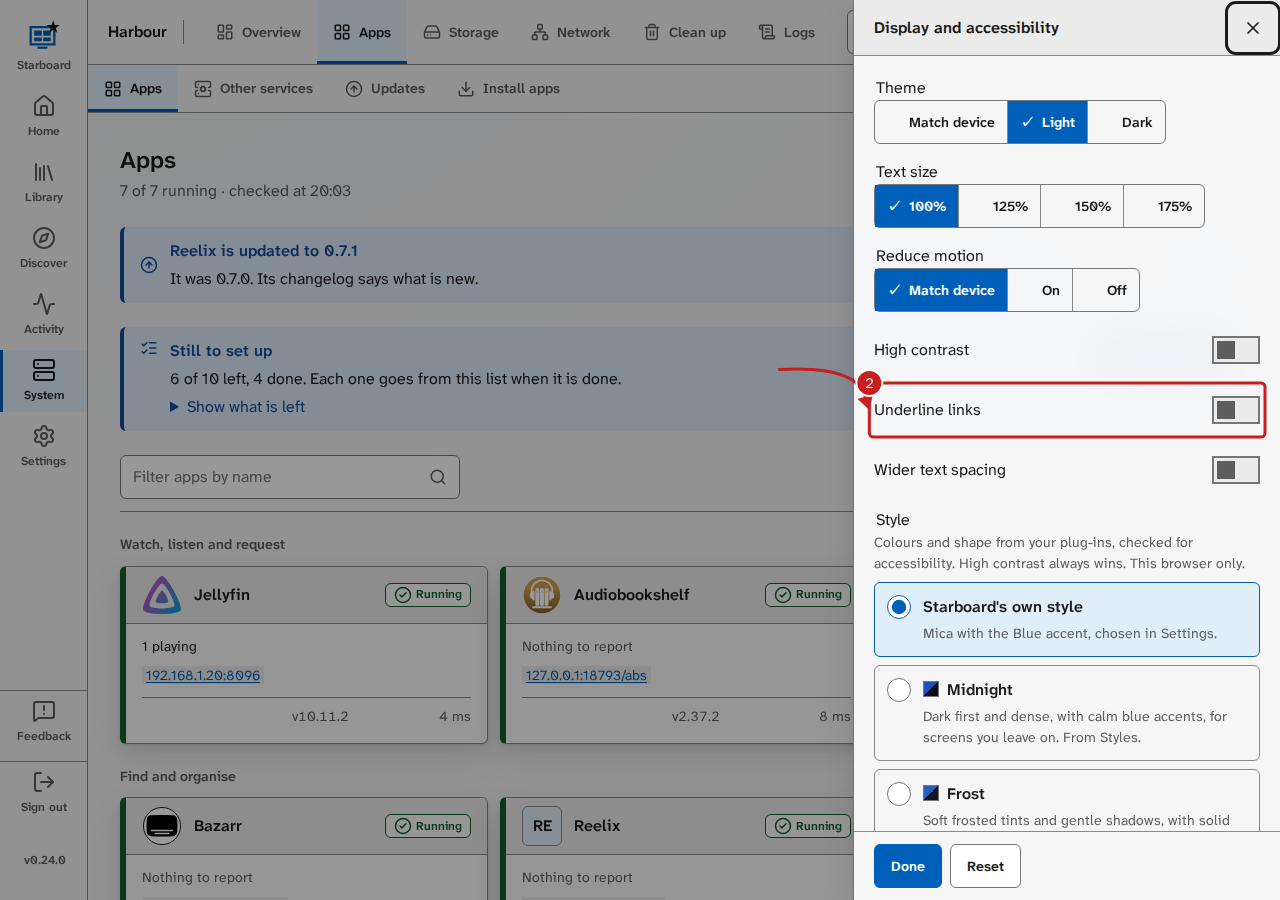 Starboard
Home
Library
Discover
Activity
System
Settings
Feedback
Sign out
v0.24.0
Harbour
Overview
Apps
Storage
Network
Clean up
Logs
Apps
Other services
Updates
Install apps
Apps
7 of 7 running · checked at 20:03
Reelix is updated to 0.7.1
It was 0.7.0. Its changelog says what is new.
Still to set up
6 of 10 left, 4 done. Each one goes from this list when it is done.
Show what is left
Filter apps by name
Watch, listen and request
Jellyfin
Running
1 playing
192.168.1.20:8096
v10.11.2
4 ms
Audiobookshelf
Running
Nothing to report
127.0.0.1:18793/abs
v2.37.2
8 ms
Find and organise
Bazarr
Running
Nothing to report
RE
Reelix
Running
Nothing to report
Display and accessibility
Theme
Match device
✓ Light
Dark
Text size
✓ 100%
125%
150%
175%
Reduce motion
✓ Match device
On
Off
High contrast
2
Underline links
Wider text spacing
Style
Colours and shape from your plug-ins, checked for
accessibility. High contrast always wins. This browser only.
Starboard's own style
Mica with the Blue accent, chosen in Settings.
Midnight
Dark first and dense, with calm blue accents, for
screens you leave on. From Styles.
Frost
Soft frosted tints and gentle shadows, with solid
Done
Reset